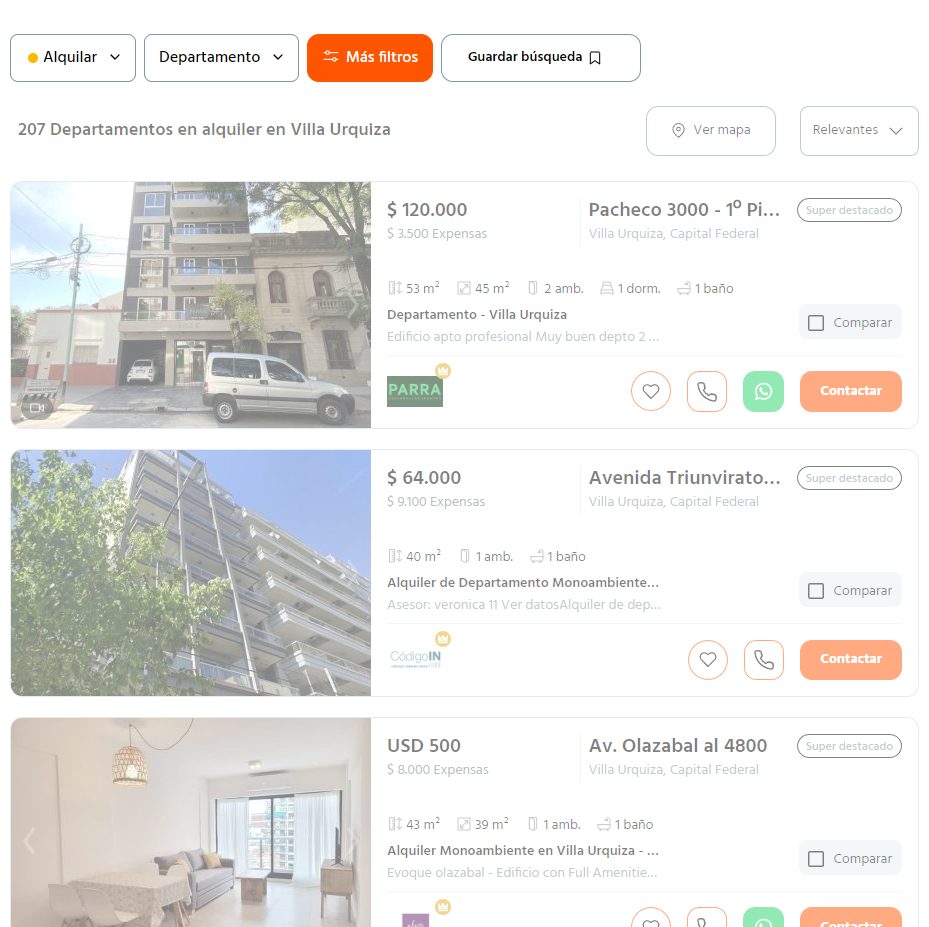 Alquilar
Departamento
Más filtros
Guardar búsqueda
207 Departamentos en alquiler en Villa Urquiza
Ver mapa
Relevantes
$ 120.000
Pacheco 3000 - 1º Pi...
Super destacado
$ 3.500 Expensas
Villa Urquiza, Capital Federal
53 m² 45 m² 2 amb. 1 dorm. 1 baño
Departamento - Villa Urquiza
Comparar
Edificio apto profesional Muy buen depto 2 ...
PARRA
Contactar
$ 64.000
Avenida Triunvirato...
Super destacado
$ 9.100 Expensas
Villa Urquiza, Capital Federal
40 m² 1 amb. 1 baño
Alquiler de Departamento Monoambiente...
Comparar
Asesor: veronica 11 Ver datosAlquiler de dep...
CódigoIN
Contactar
USD 500
Av. Olazabal al 4800
Super destacado
$ 8.000 Expensas
Villa Urquiza, Capital Federal
43 m² 39 m² 1 amb. 1 baño
Alquiler Monoambiente en Villa Urquiza - ...
Comparar
Evoque olazabal - Edificio con Full Amenitie...
Contactar